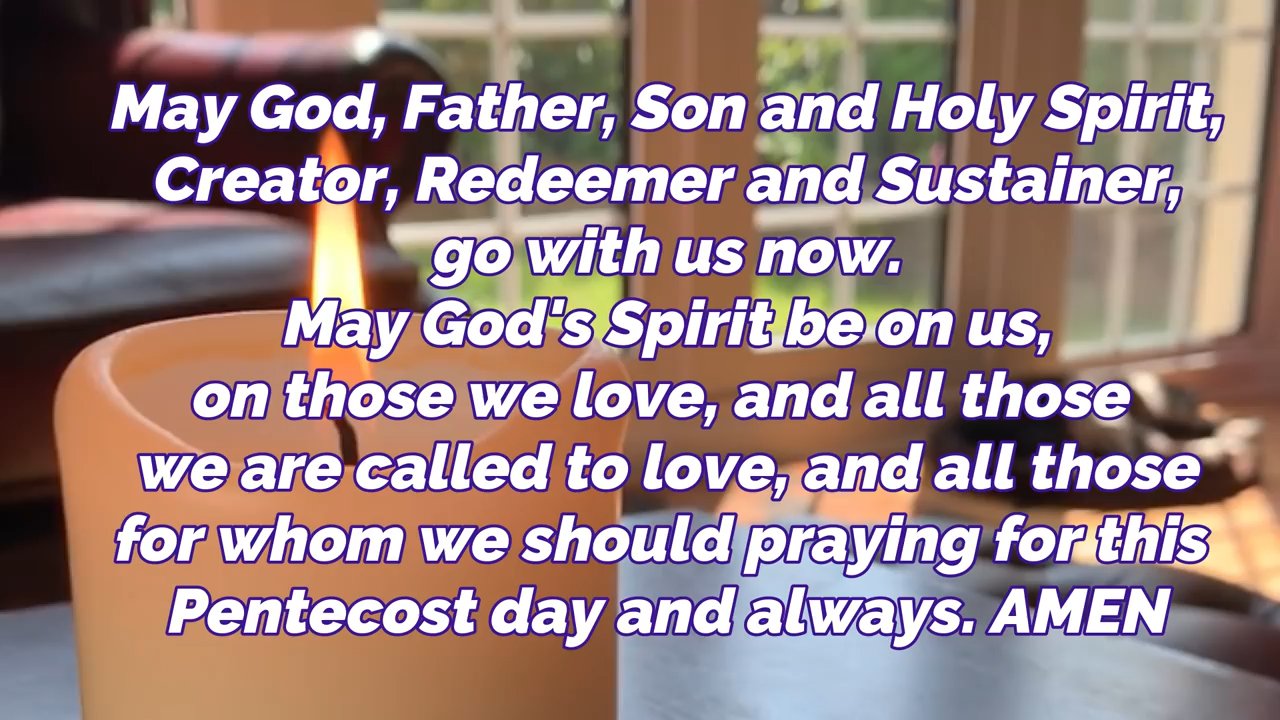 May God, Father, Son and Holy Spirit,
Creator, Redeemer and Sustainer,
go with us now.
May God's Spirit be on us,
on those we love, and all those
we are called to love, and all those
for whom we should praying for this
Pentecost day and always. AMEN